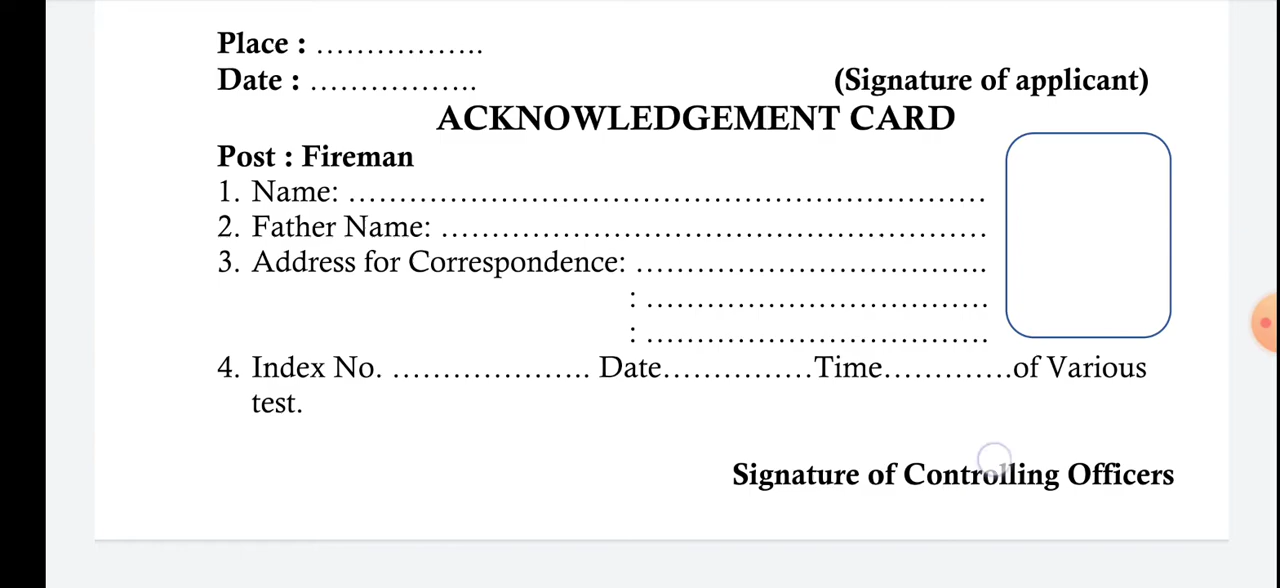 Place : .................
Date : .................
(Signature of applicant)
ACKNOWLEDGEMENT CARD
Post : Fireman
1. Name: ................................................................
2. Father Name: ......................................................
3. Address for Correspondence: ...................................
: ..................................
: ..................................
4. Index No. .................... Date...............Time.............of Various
test.
Signature of Controlling Officers